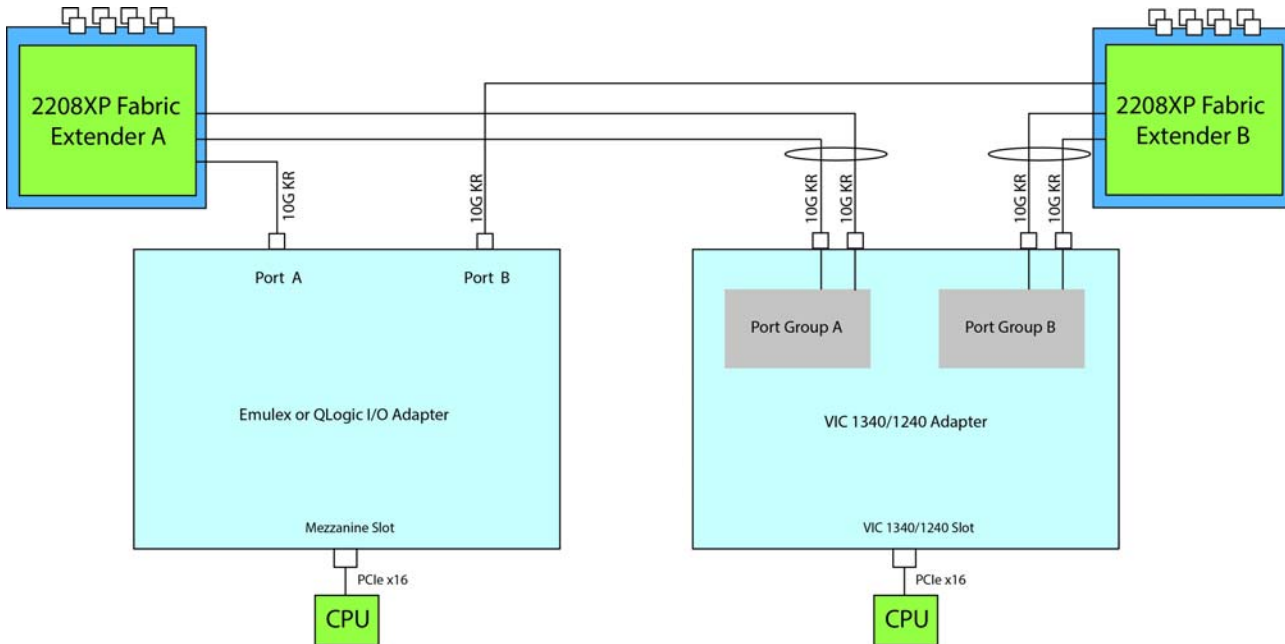 2208XP Fabric
Extender A
2208XP Fabric
Extender B
10G KR
10G KR
10G KR
10G KR
10G KR
10G KR
Port A
Port B
Port Group A
Port Group B
Emulex or QLogic I/O Adapter
VIC 1340/1240 Adapter
Mezzanine Slot
VIC 1340/1240 Slot
PCIe x16
PCIe x16
CPU
CPU